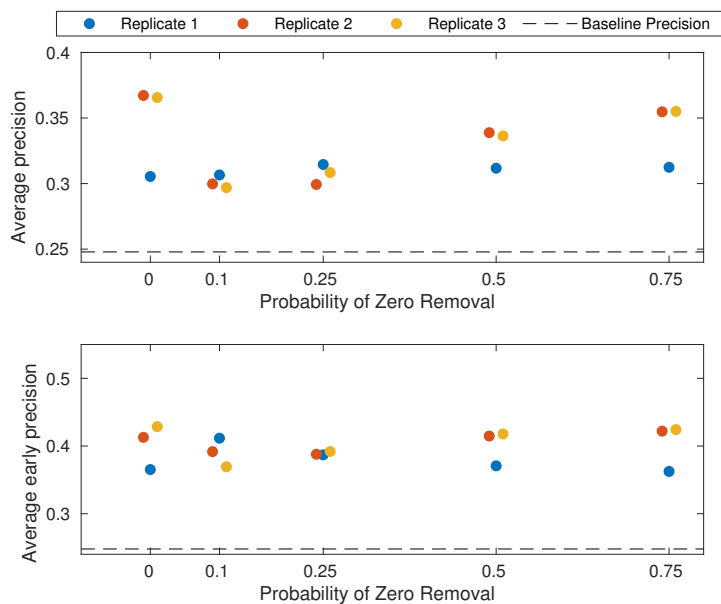 Replicate 1 Replicate 2 Replicate 3 Baseline Precision
0.4
0.35
0.3
0.25
Average precision
0 0.1 0.25 0.5 0.75
Probability of Zero Removal
0.5
0.4
0.3
Average early precision
0 0.1 0.25 0.5 0.75
Probability of Zero Removal